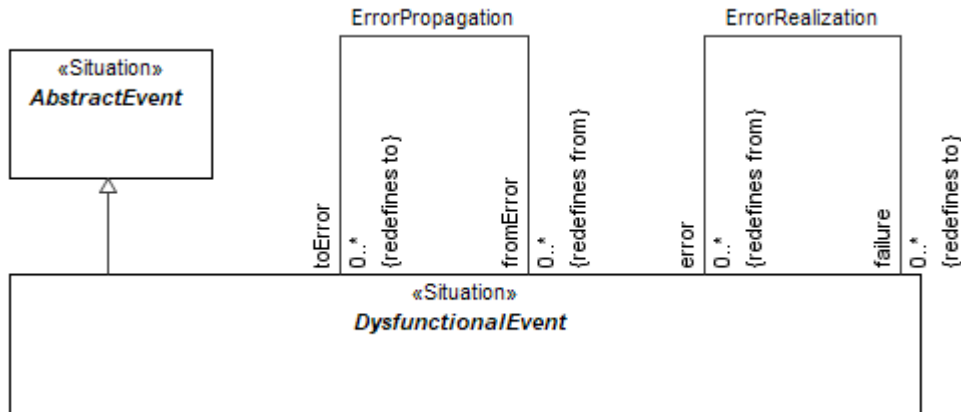 ErrorPropagation
ErrorRealization
«Situation»
AbstractEvent
toError
0..*
{redefines to}
fromError
0..*
{redefines from}
error
0..*
{redefines from}
failure
0..*
{redefines to}
«Situation»
DysfunctionalEvent